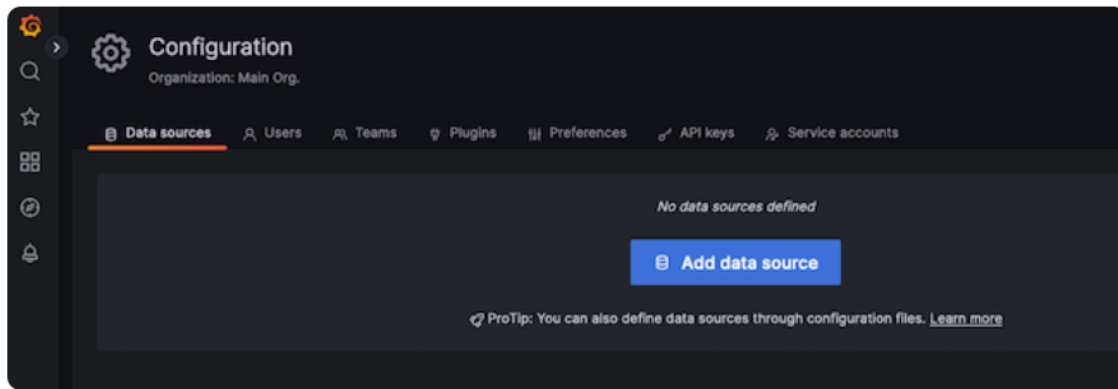 Configuration
Organization: Main Org.
Data sources Users Teams Plugins Preferences API keys Service accounts
No data sources defined
Add data source
ProTip: You can also define data sources through configuration files. Learn more